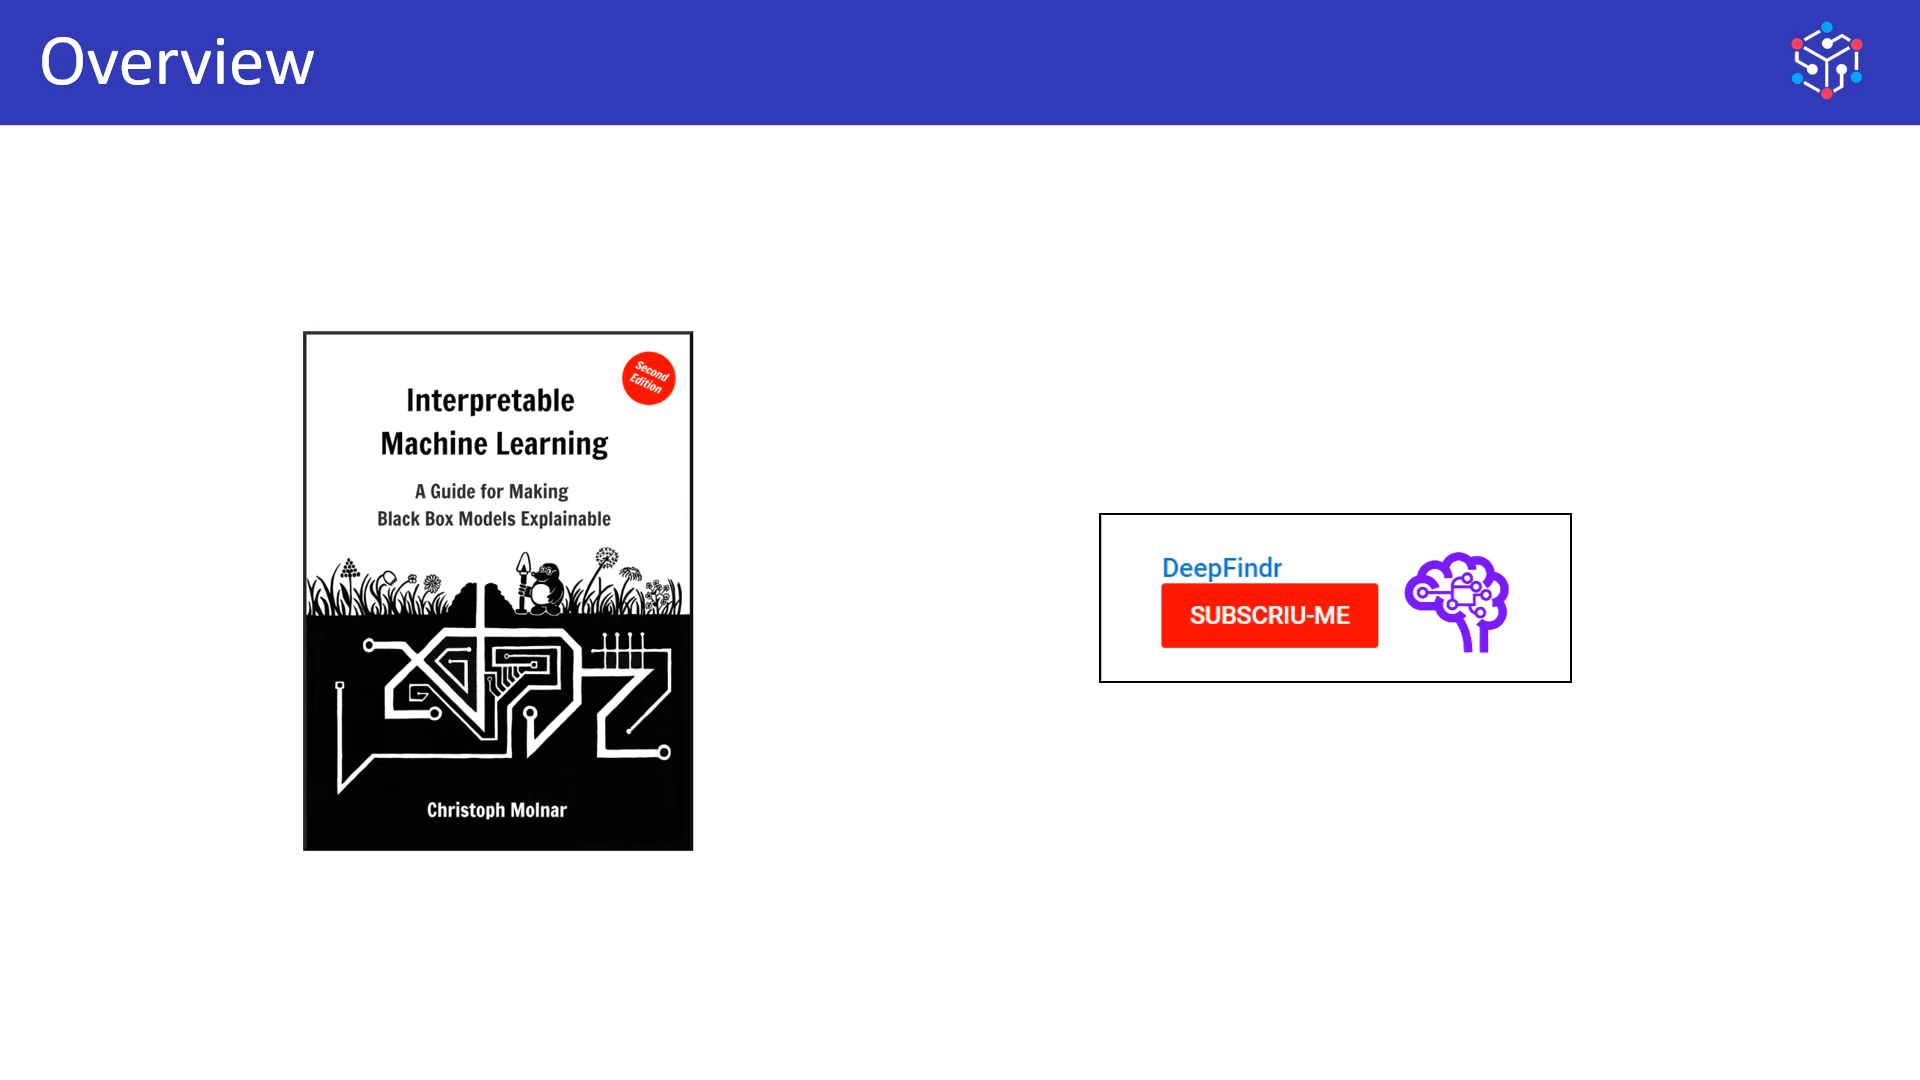 Overview
Second
Edition
Interpretable
Machine Learning
A Guide for Making
Black Box Models Explainable
Christoph Molnar
DeepFindr
SUBSCRIU-ME